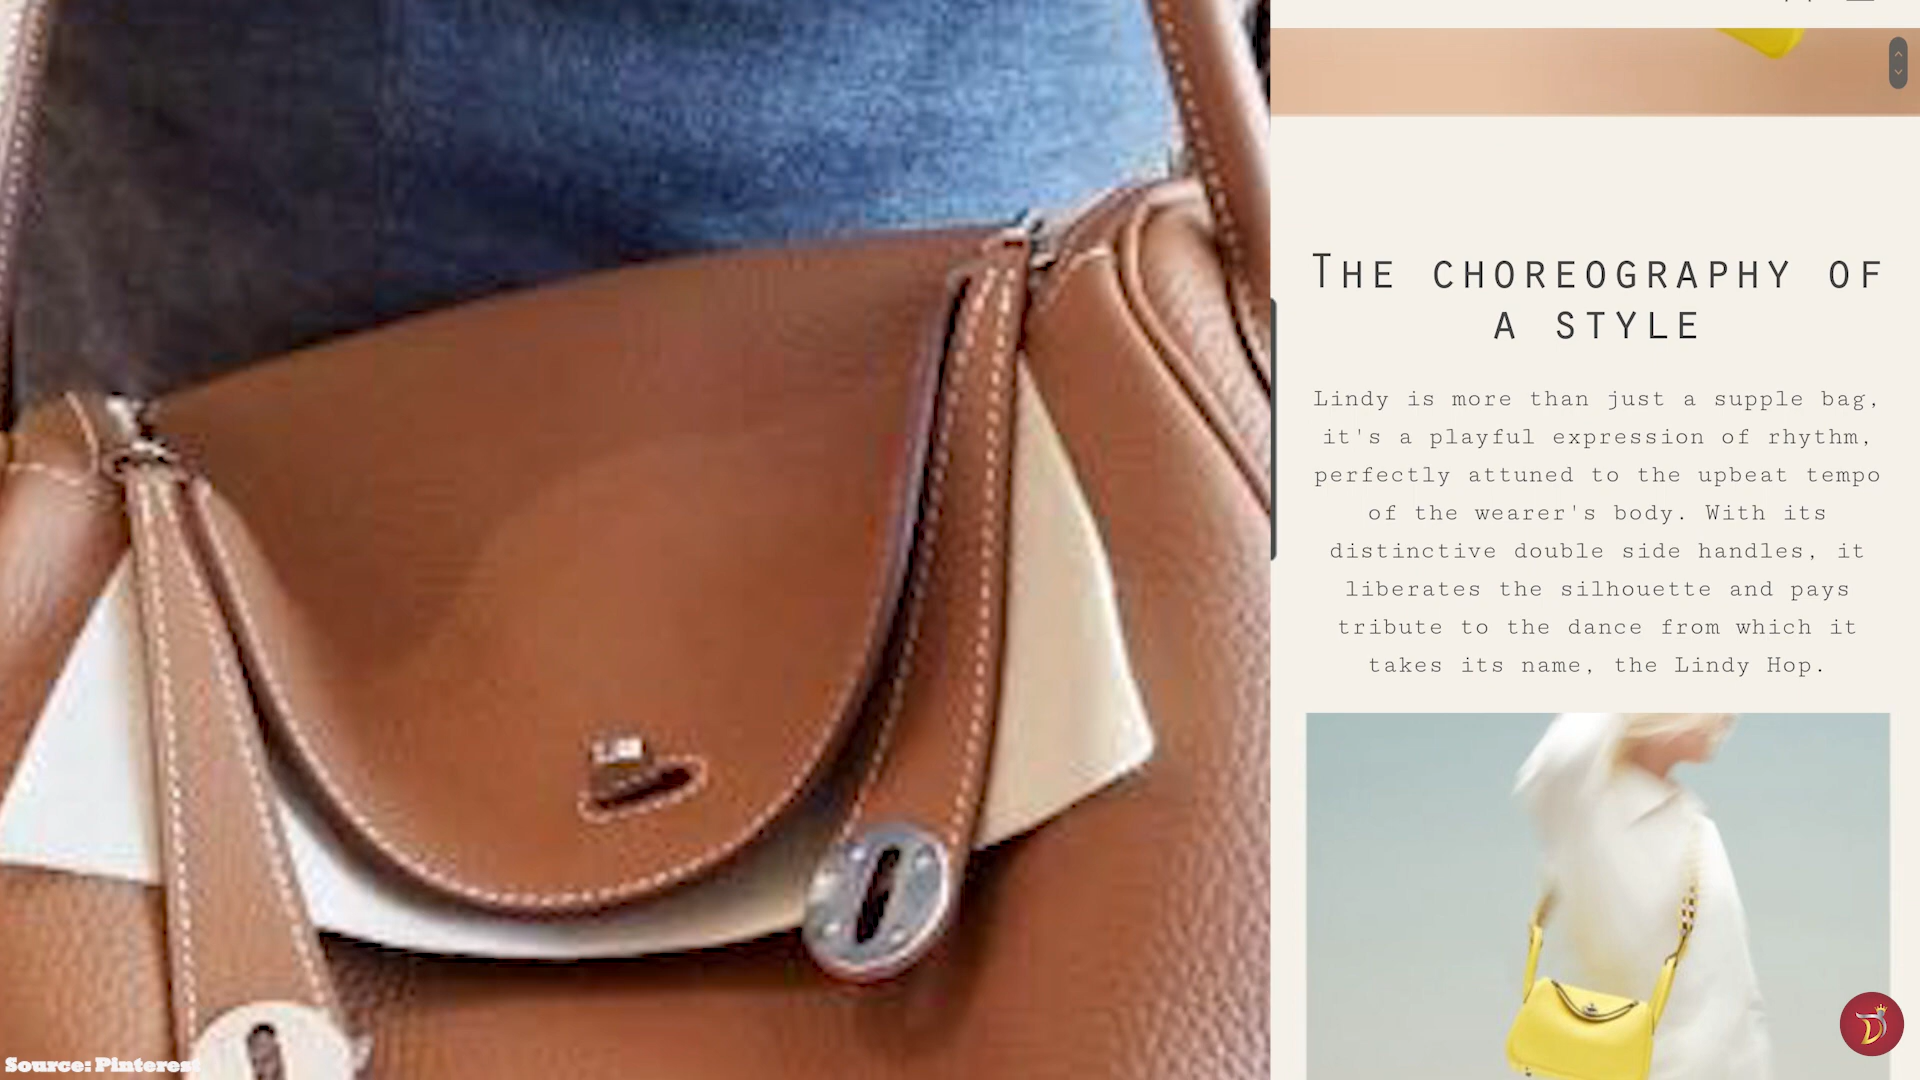 The choreography of
a style
Lindy is more than just a supple bag,
it's a playful expression of rhythm,
perfectly attuned to the upbeat tempo
of the wearer's body. With its
distinctive double side handles, it
liberates the silhouette and pays
tribute to the dance from which it
takes its name, the Lindy Hop.
Source: Pinterest